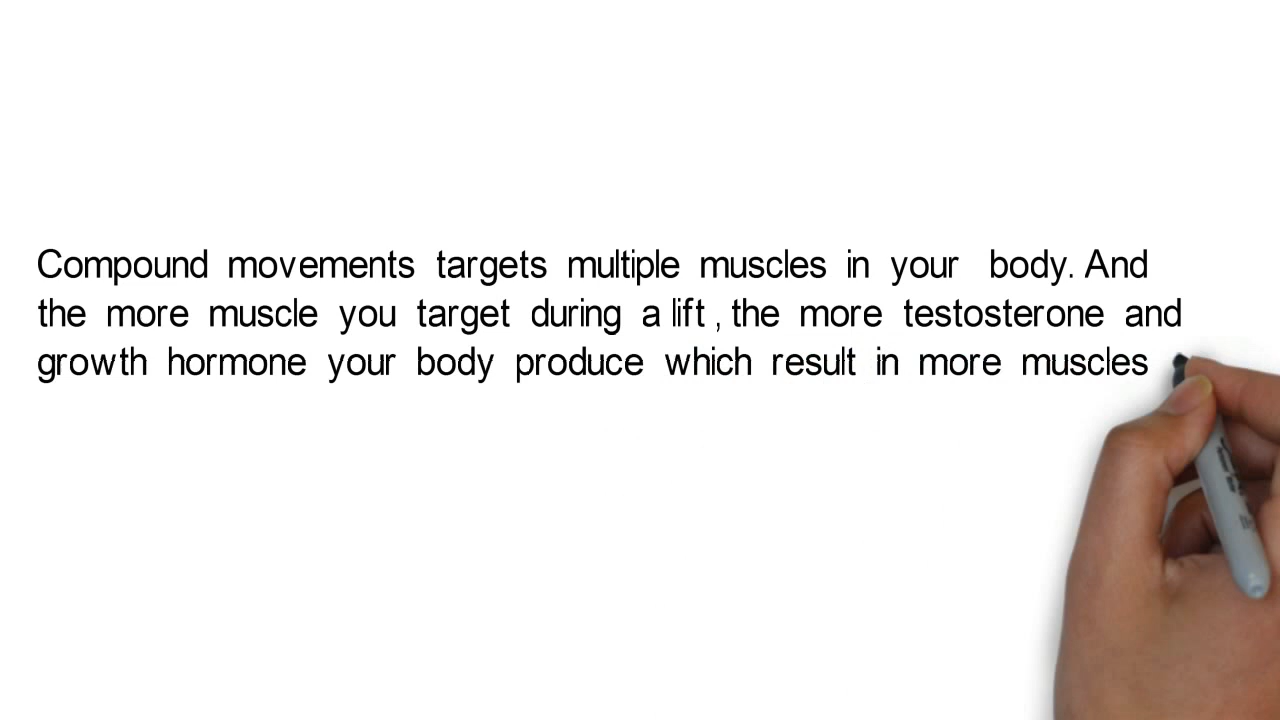 Compound movements targets multiple muscles in your body. And
the more muscle you target during a lift , the more testosterone and
growth hormone your body produce which result in more muscles